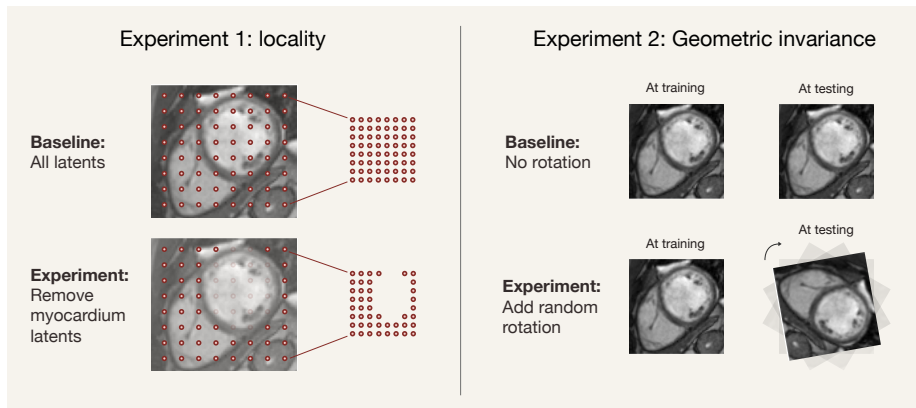 Experiment 1: locality
Baseline:
All latents
Experiment:
Remove
myocardium
latents
Experiment 2: Geometric invariance
At training
At testing
Baseline:
No rotation
At training
At testing
Experiment:
Add random
rotation